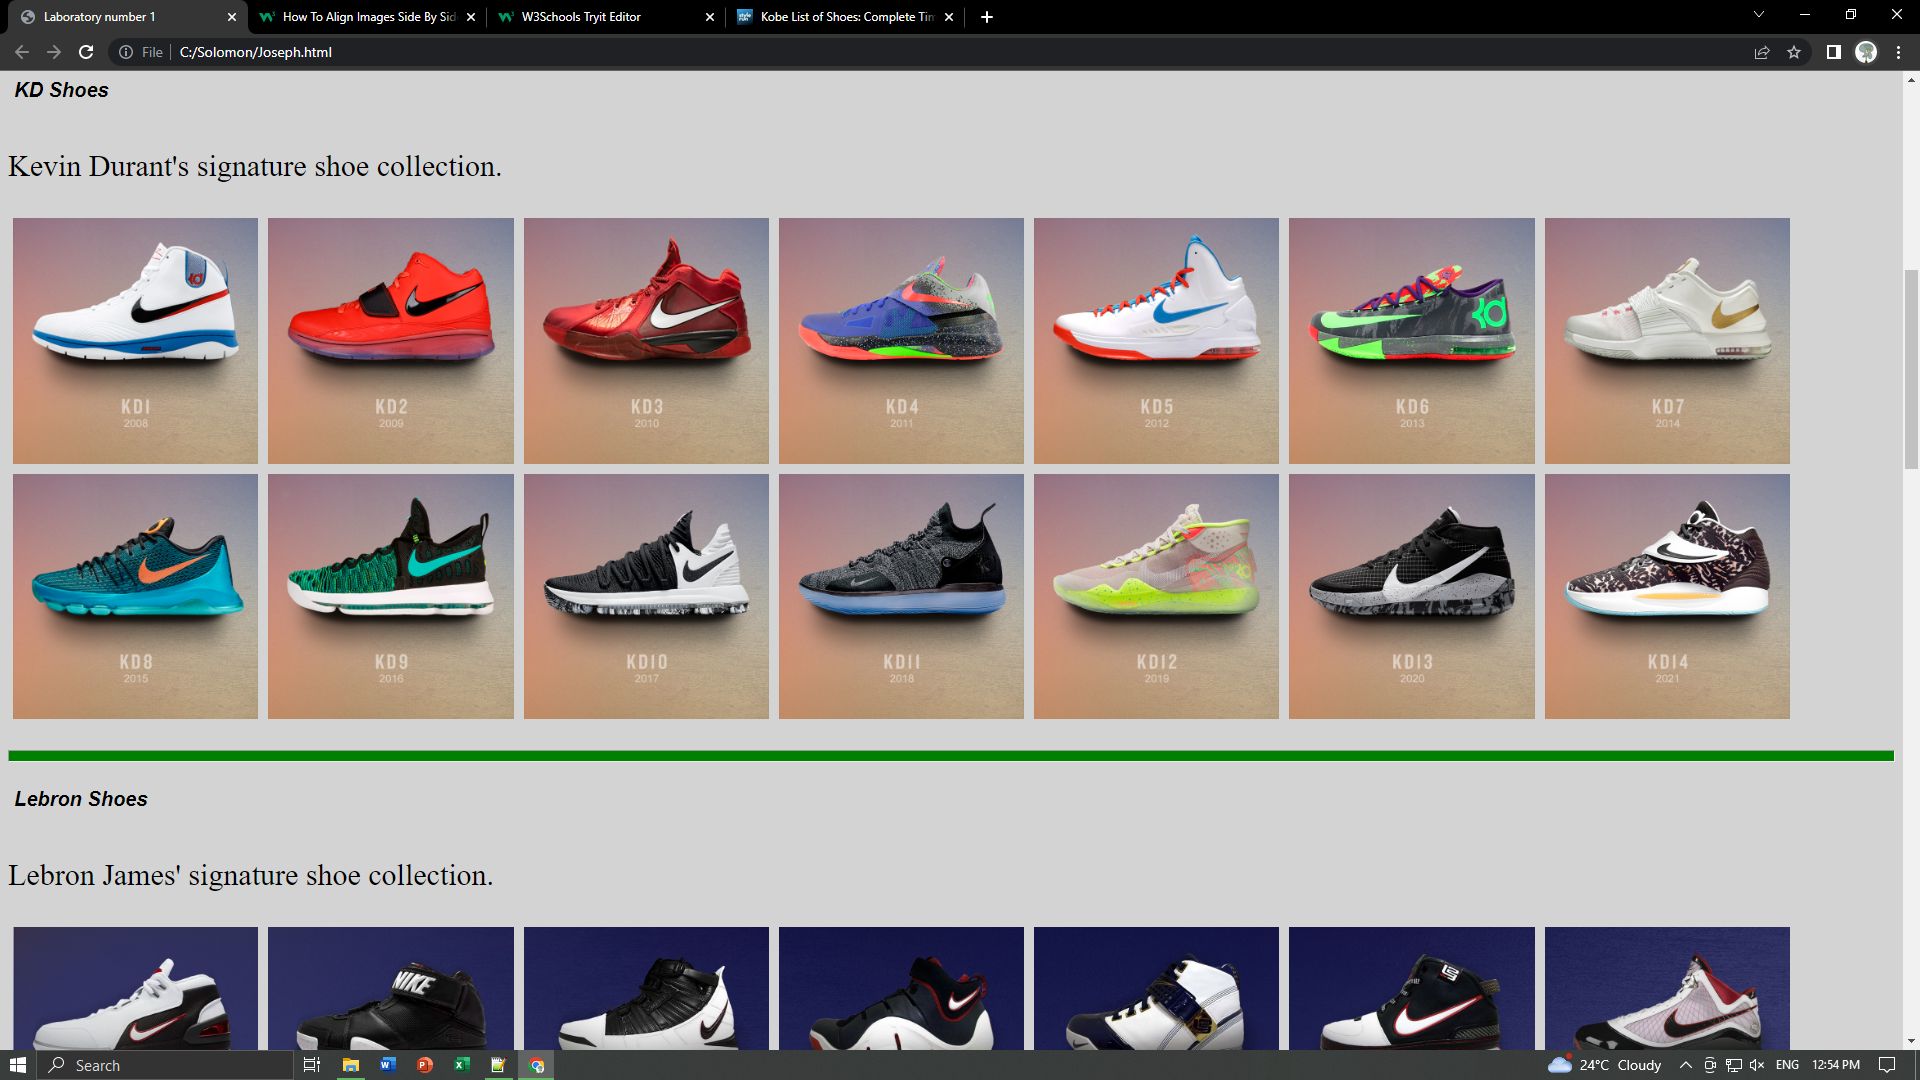 Laboratory number 1
How To Align Images Side By Sid
W3Schools Tryit Editor
Kobe List of Shoes: Complete Tim
File
C:/Solomon/Joseph.html
KD Shoes
Kevin Durant's signature shoe collection.
KD1 KD2 KD3 KD4 KD5 KD6 KD7
2008 2009 2010 2011 2012 2013 2014
KD8 KD9 KD10 KD11 KD12 KD13 KD14
2015 2016 2017 2018 2019 2020 2021
Lebron Shoes
Lebron James' signature shoe collection.
NIKE
Search
24°C Cloudy
ENG
12:54 PM